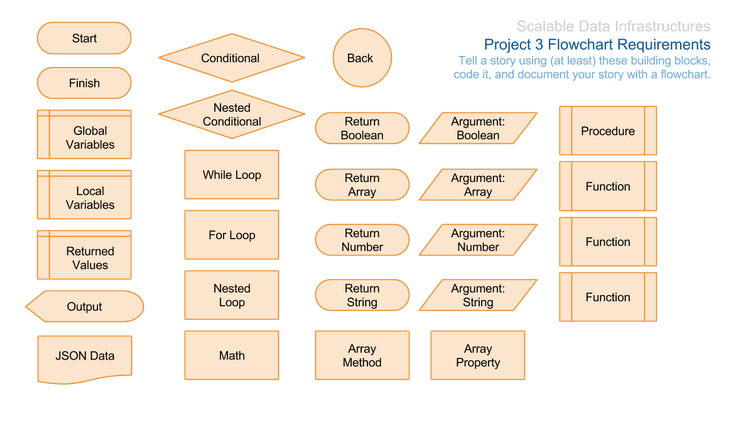 Scalable Data Infrastructures
Project 3 Flowchart Requirements
Tell a story using (at least) these building blocks,
code it, and document your story with a flowchart.
Start
Finish
Global
Variables
Local
Variables
Returned
Values
Output
JSON Data
Conditional
Nested
Conditional
While Loop
For Loop
Nested
Loop
Math
Back
Return
Boolean
Return
Array
Return
Number
Return
String
Array
Method
Argument:
Boolean
Argument:
Array
Argument:
Number
Argument:
String
Array
Property
Procedure
Function
Function
Function